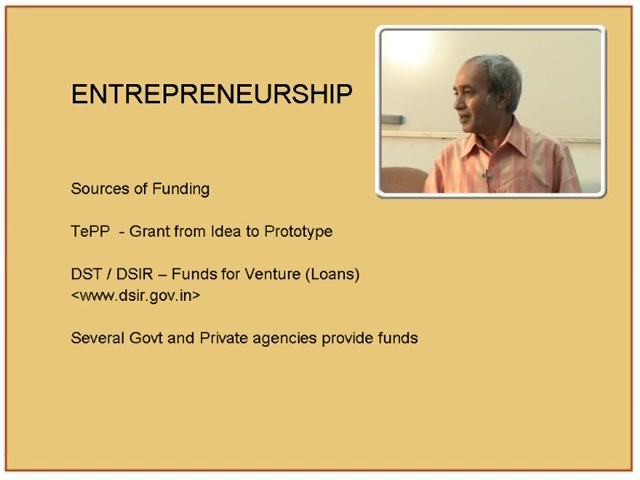 ENTREPRENEURSHIP
Sources of Funding
TePP - Grant from Idea to Prototype
DST / DSIR – Funds for Venture (Loans)
<www.dsir.gov.in>
Several Govt and Private agencies provide funds